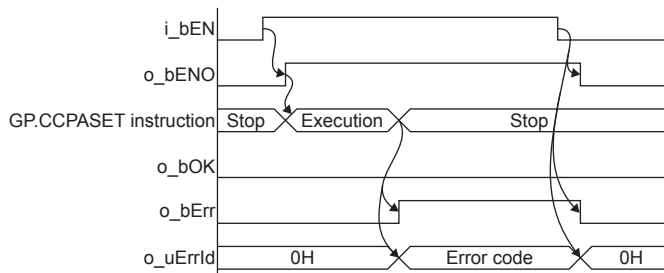 i_bEN
o_bENO
GP.CCPASET instruction Stop Execution Stop
o_bOK
o_bErr
o_uErrId 0H Error code 0H